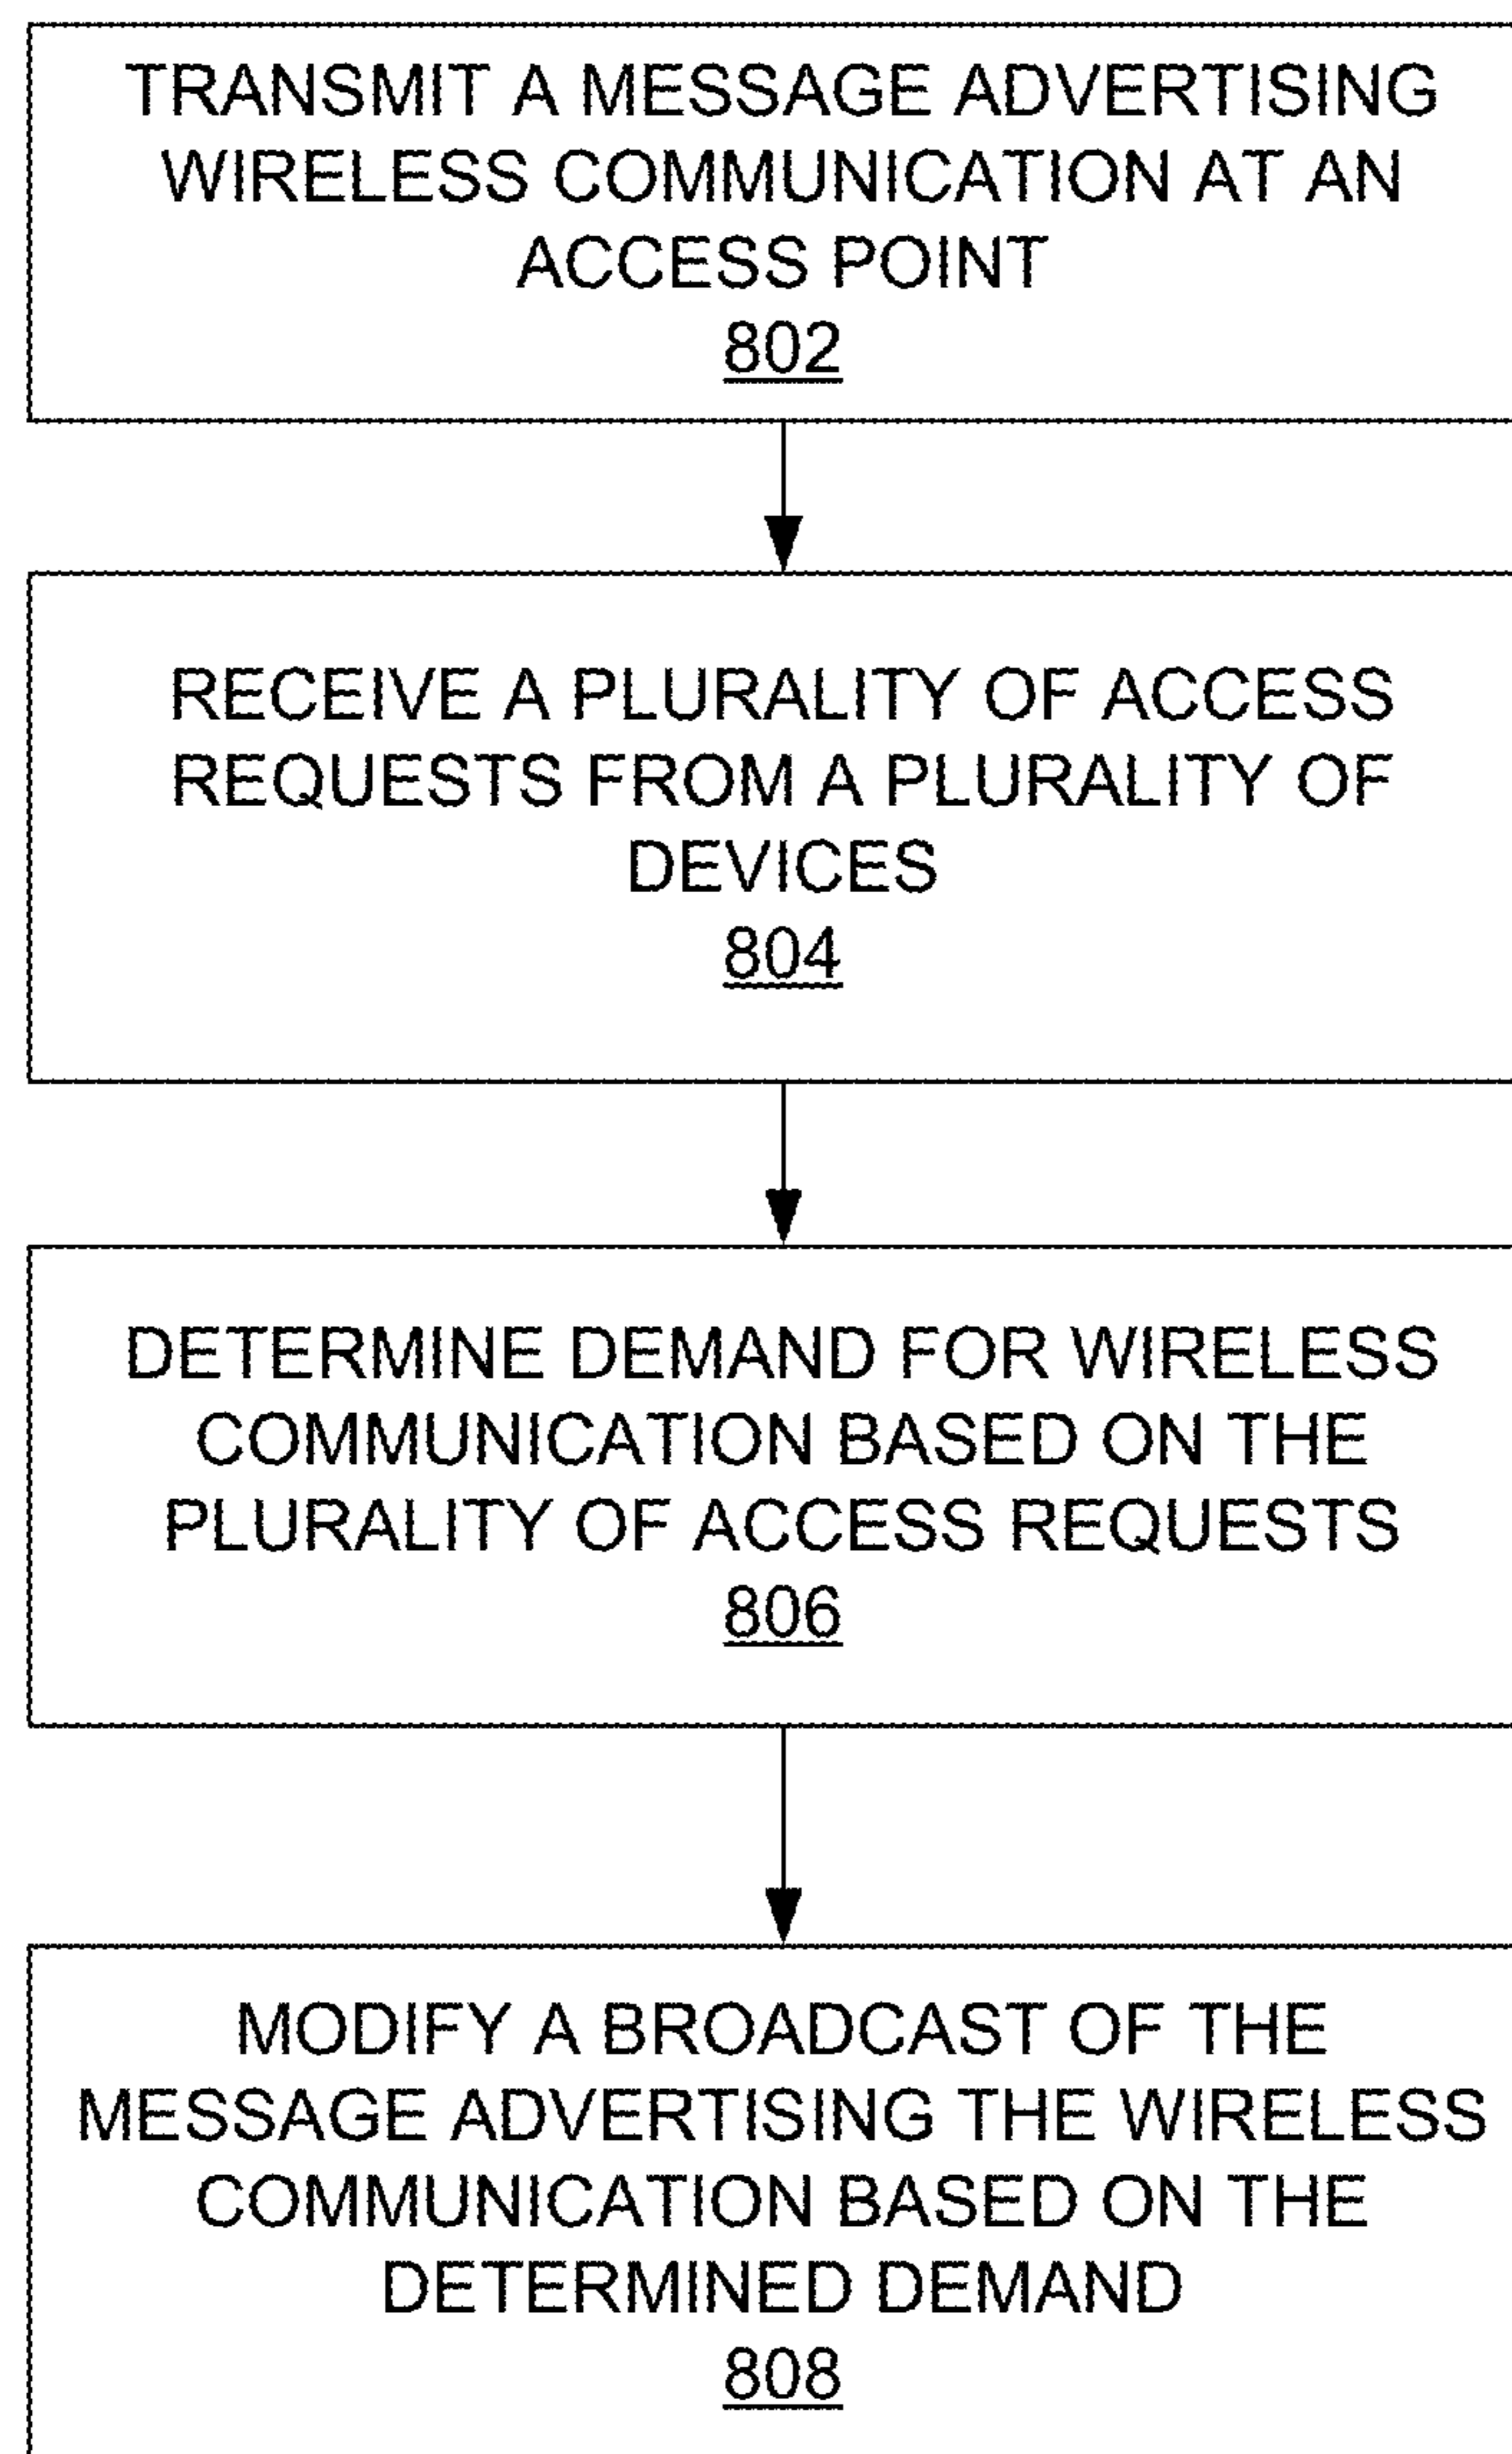 TRANSMIT A MESSAGE ADVERTISING
WIRELESS COMMUNICATION AT AN
ACCESS POINT
802
RECEIVE A PLURALITY OF ACCESS
REQUESTS FROM A PLURALITY OF
DEVICES
804
DETERMINE DEMAND FOR WIRELESS
COMMUNICATION BASED ON THE
PLURALITY OF ACCESS REQUESTS
806
MODIFY A BROADCAST OF THE
MESSAGE ADVERTISING THE WIRELESS
COMMUNICATION BASED ON THE
DETERMINED DEMAND
808